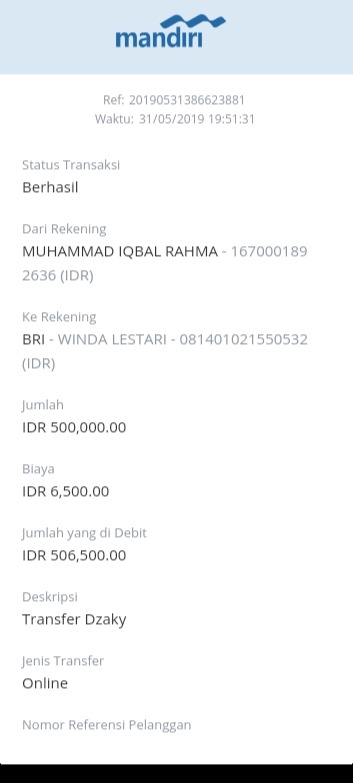 mandiri
Ref: 20190531386623881
Waktu: 31/05/2019 19:51:31
Status Transaksi
Berhasil
Dari Rekening
MUHAMMAD IQBAL RAHMA - 167000189
2636 (IDR)
Ke Rekening
BRI - WINDA LESTARI - 081401021550532
(IDR)
Jumlah
IDR 500,000.00
Biaya
IDR 6,500.00
Jumlah yang di Debit
IDR 506,500.00
Deskripsi
Transfer Dzaky
Jenis Transfer
Online
Nomor Referensi Pelanggan